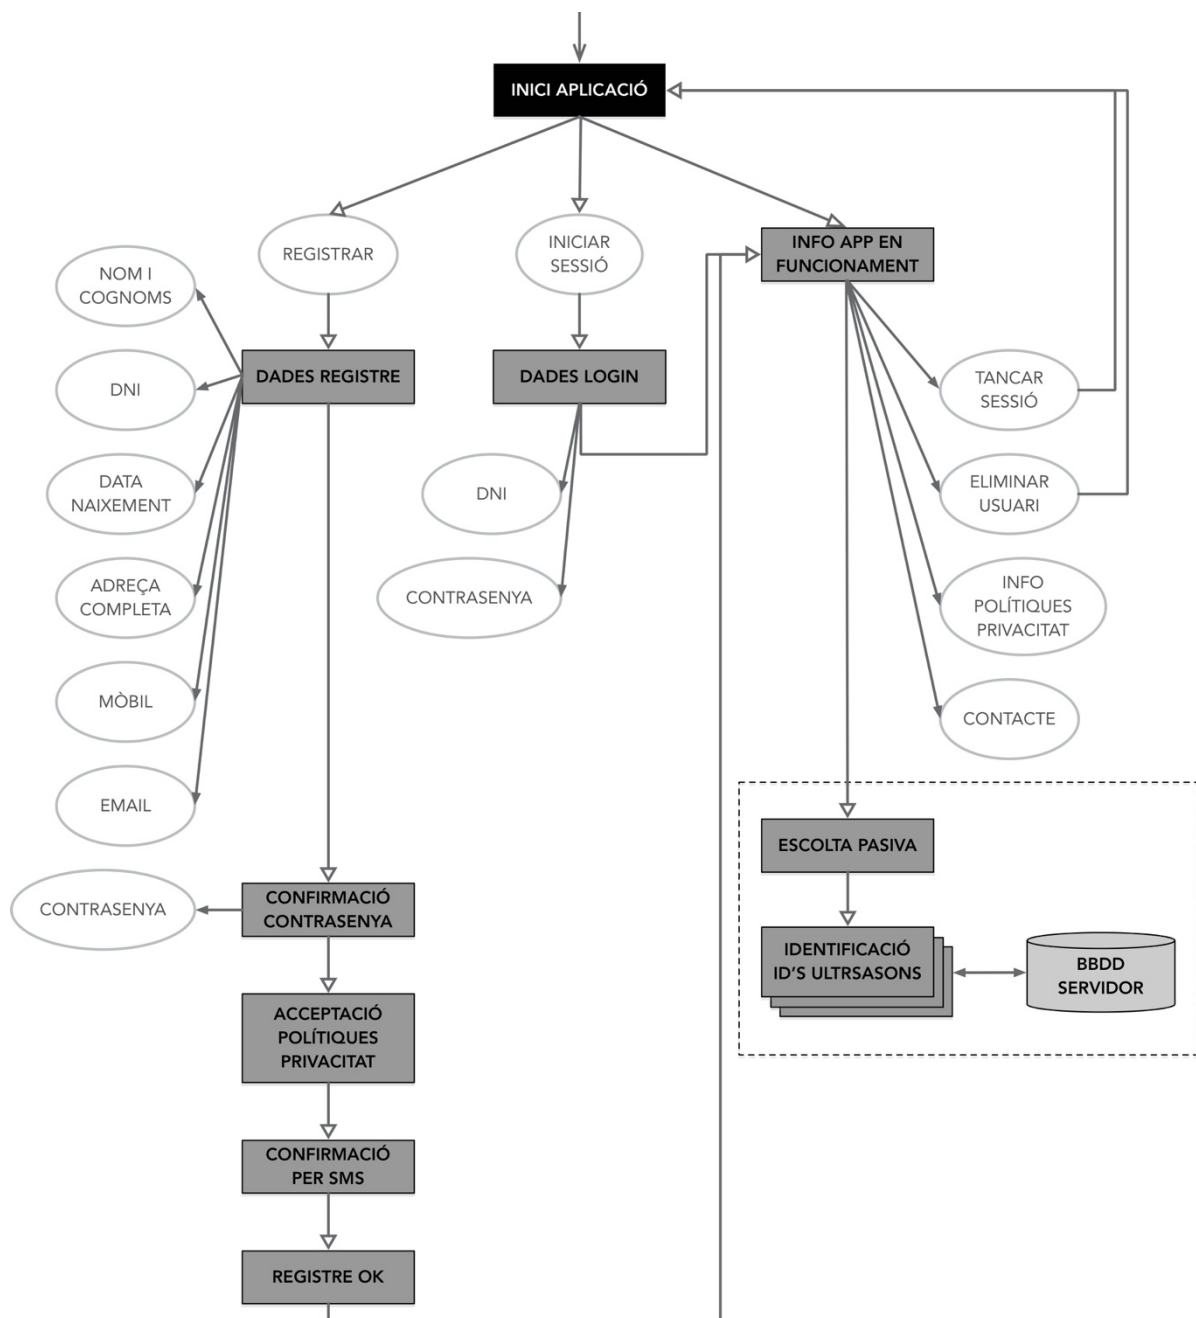 INICI APLICACIÓ
REGISTRAR
INICIAR
SESSIÓ
INFO APP EN
FUNCIONAMENT
NOM I
COGNOMS
DADES REGISTRE
DADES LOGIN
DNI
TANCAR
SESSIÓ
DATA
NAIXEMENT
DNI
ELIMINAR
USUARI
ADREÇA
COMPLETA
CONTRASENYA
INFO
POLÍTIQUES
PRIVACITAT
MÒBIL
CONTACTE
EMAIL
ESCOLTA PASIVA
CONTRASENYA
CONFIRMACIÓ
CONTRASENYA
IDENTIFICACIÓ
ID'S ULTRSASONS
BBDD
SERVIDOR
ACCEPTACIÓ
POLÍTIQUES
PRIVACITAT
CONFIRMACIÓ
PER SMS
REGISTRE OK